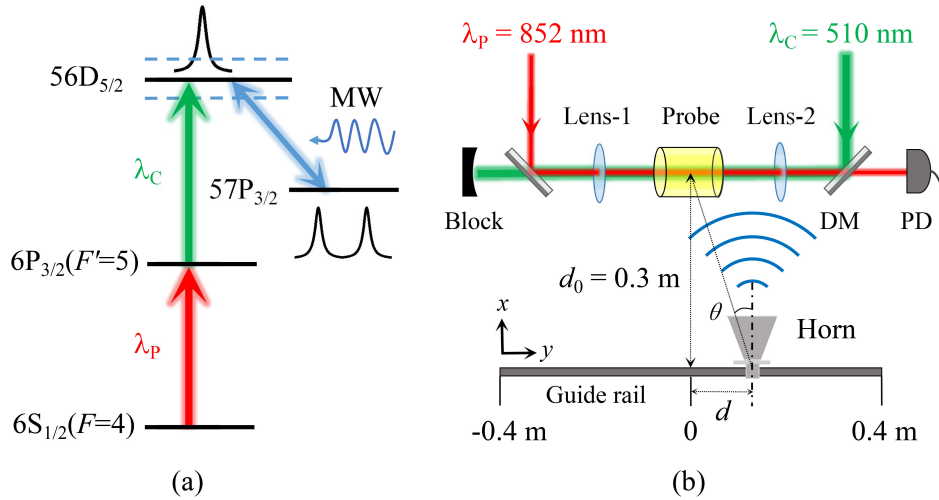 56D5/2
MW
λC
57P3/2
6P3/2(F'=5)
λP
6S1/2(F=4)
(a)
λP = 852 nm
λC = 510 nm
Lens-1
Probe
Lens-2
Block
DM
PD
d0 = 0.3 m
θ
Horn
x
y
Guide rail
d
-0.4 m
0
0.4 m
(b)